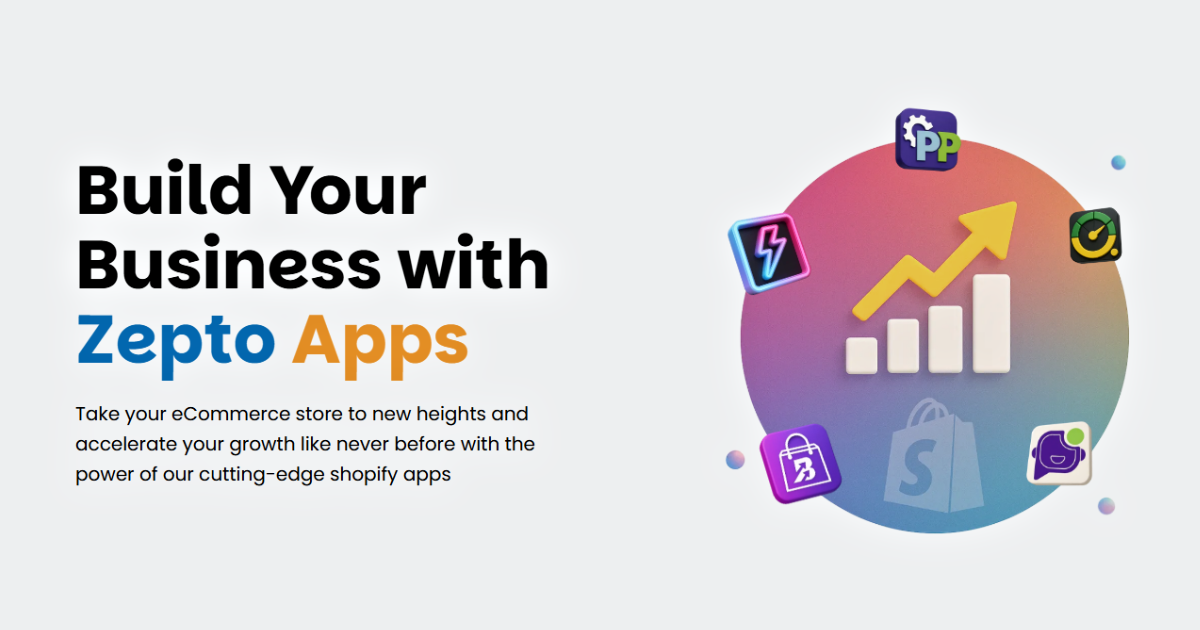 Build Your
Business with
Zepto Apps
Take your eCommerce store to new heights and
accelerate your growth like never before with the
power of our cutting-edge shopify apps
PP
B
S